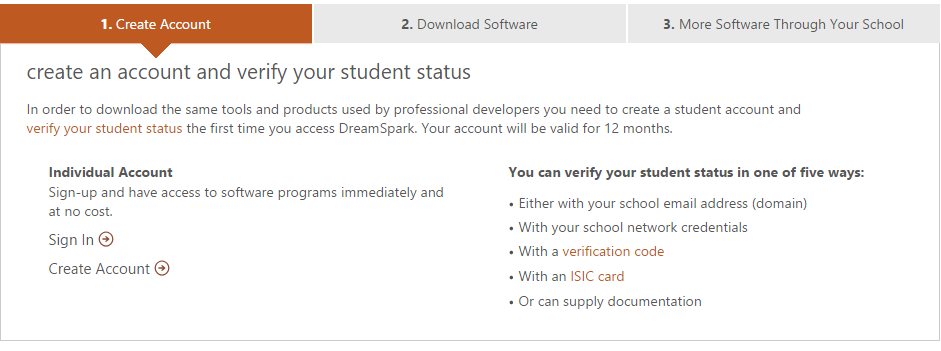 1. Create Account
2. Download Software
3. More Software Through Your School
create an account and verify your student status
In order to download the same tools and products used by professional developers you need to create a student account and
verify your student status the first time you access DreamSpark. Your account will be valid for 12 months.
Individual Account
Sign-up and have access to software programs immediately and
at no cost.
Sign In
Create Account
You can verify your student status in one of five ways:
• Either with your school email address (domain)
• With your school network credentials
• With a verification code
• With an ISIC card
• Or can supply documentation